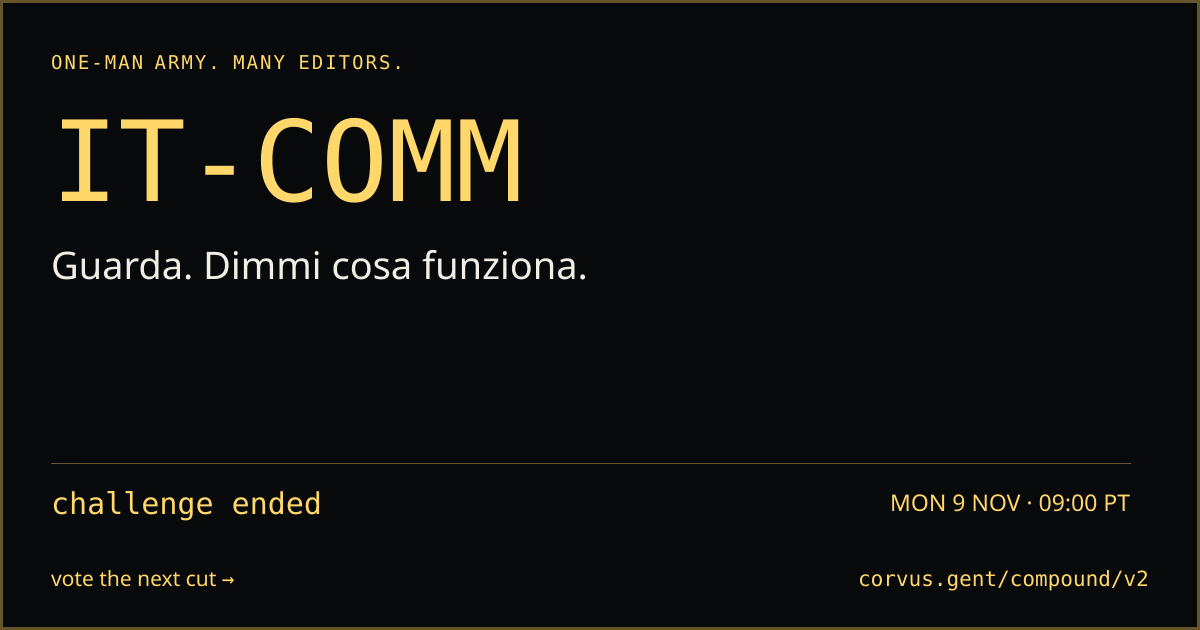 ONE-MAN ARMY. MANY EDITORS.
IT-COMM
Guarda. Dimmi cosa funziona.
challenge ended
MON 9 NOV · 09:00 PT
vote the next cut →
corvus.gent/compound/v2